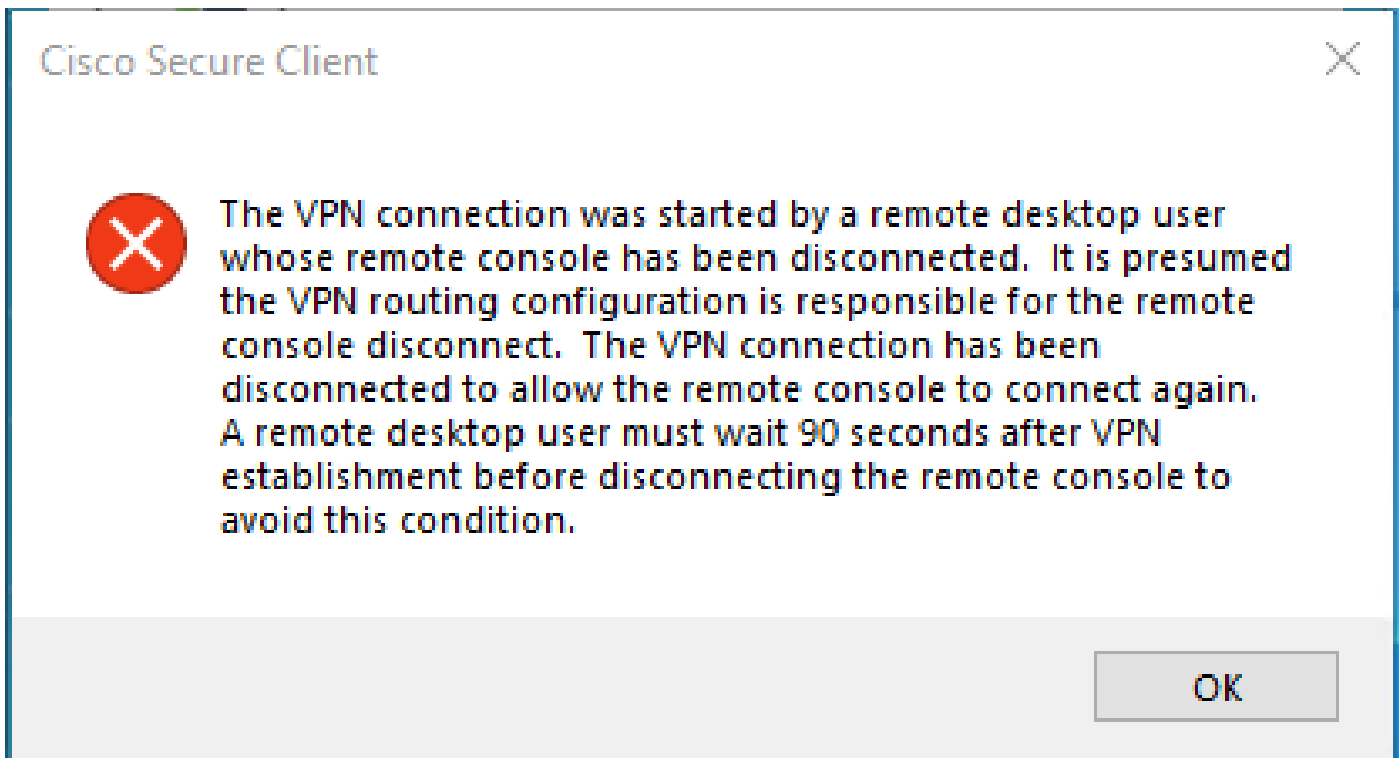 Cisco Secure Client
The VPN connection was started by a remote desktop user
whose remote console has been disconnected.  It is presumed
the VPN routing configuration is responsible for the remote
console disconnect.  The VPN connection has been
disconnected to allow the remote console to connect again.
A remote desktop user must wait 90 seconds after VPN
establishment before disconnecting the remote console to
avoid this condition.
OK